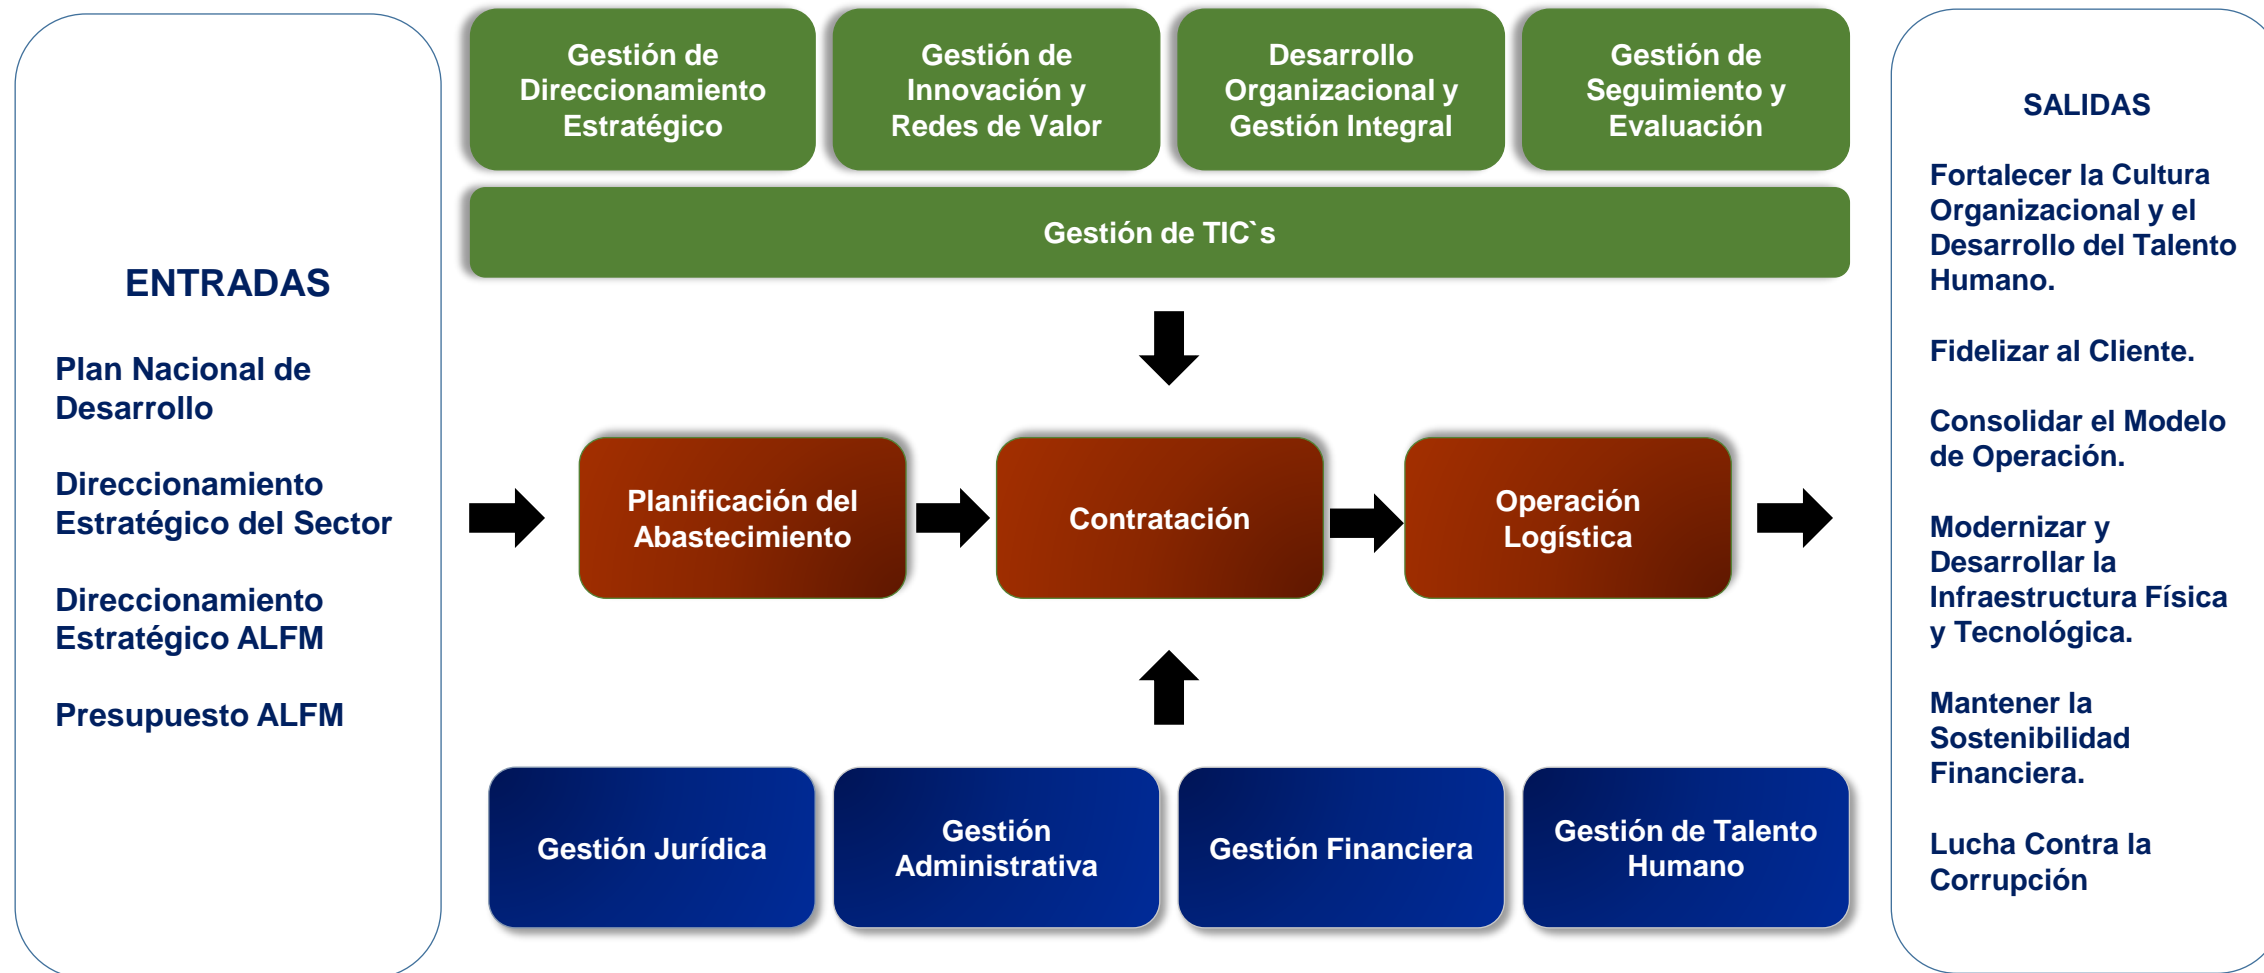 ENTRADAS
Plan Nacional de
Desarrollo
Direccionamiento
Estratégico del Sector
Direccionamiento
Estratégico ALFM
Presupuesto ALFM
Gestión de
Direccionamiento
Estratégico
Gestión de
Innovación y
Redes de Valor
Desarrollo
Organizacional y
Gestión Integral
Gestión de
Seguimiento y
Evaluación
Gestión de TIC`s
Planificación del
Abastecimiento
Contratación
Operación
Logística
Gestión Jurídica
Gestión
Administrativa
Gestión Financiera
Gestión de Talento
Humano
SALIDAS
Fortalecer la Cultura
Organizacional y el
Desarrollo del Talento
Humano.
Fidelizar al Cliente.
Consolidar el Modelo
de Operación.
Modernizar y
Desarrollar la
Infraestructura Física
y Tecnológica.
Mantener la
Sostenibilidad
Financiera.
Lucha Contra la
Corrupción